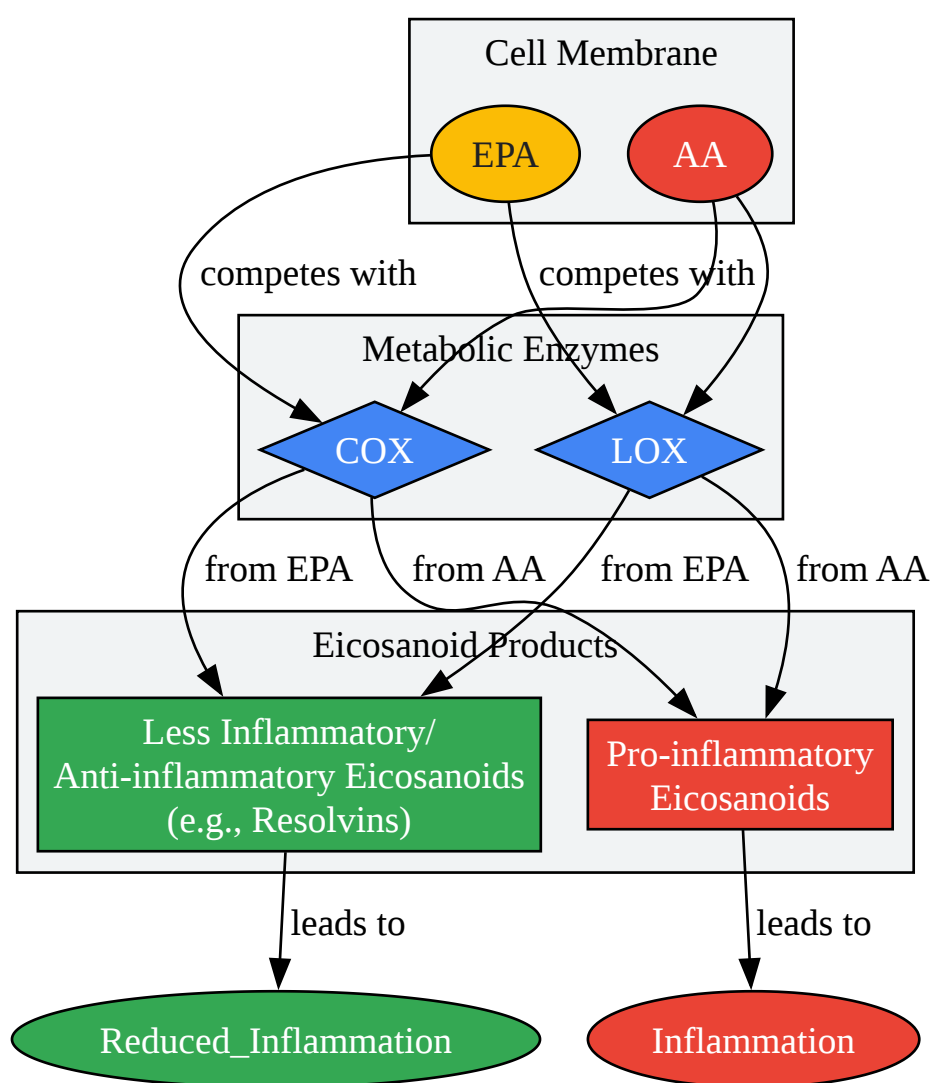 Cell Membrane
EPA
AA
competes with
competes with
Metabolic Enzymes
COX
LOX
from EPA
from AA
from EPA
from AA
Eicosanoid Products
Less Inflammatory/
Anti-inflammatory Eicosanoids
(e.g., Resolvins)
Pro-inflammatory
Eicosanoids
leads to
leads to
Reduced_Inflammation
Inflammation